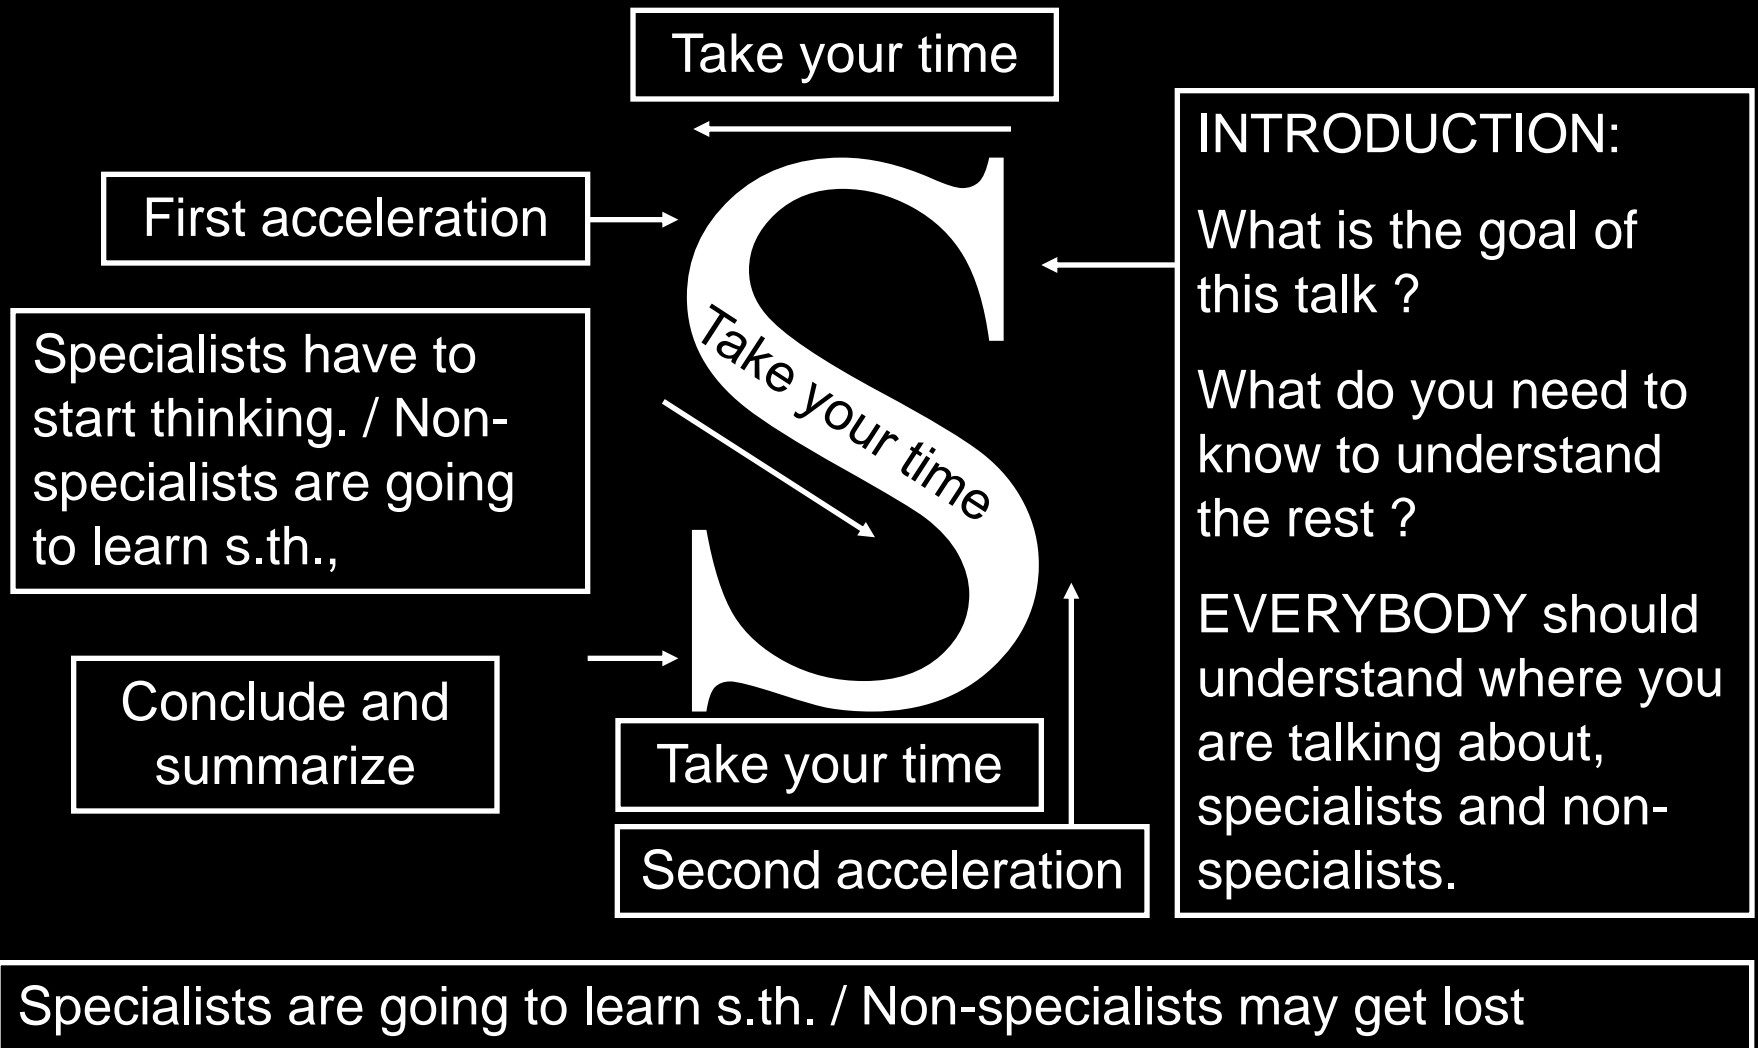 Take your time
INTRODUCTION:
What is the goal of
this talk ?
What do you need to
know to understand
the rest ?
EVERYBODY should
understand where you
are talking about,
specialists and non-
specialists.
First acceleration
Specialists have to
start thinking. / Non-
specialists are going
to learn s.th.,
Take your time
S
Conclude and
summarize
Take your time
Second acceleration
Specialists are going to learn s.th. / Non-specialists may get lost